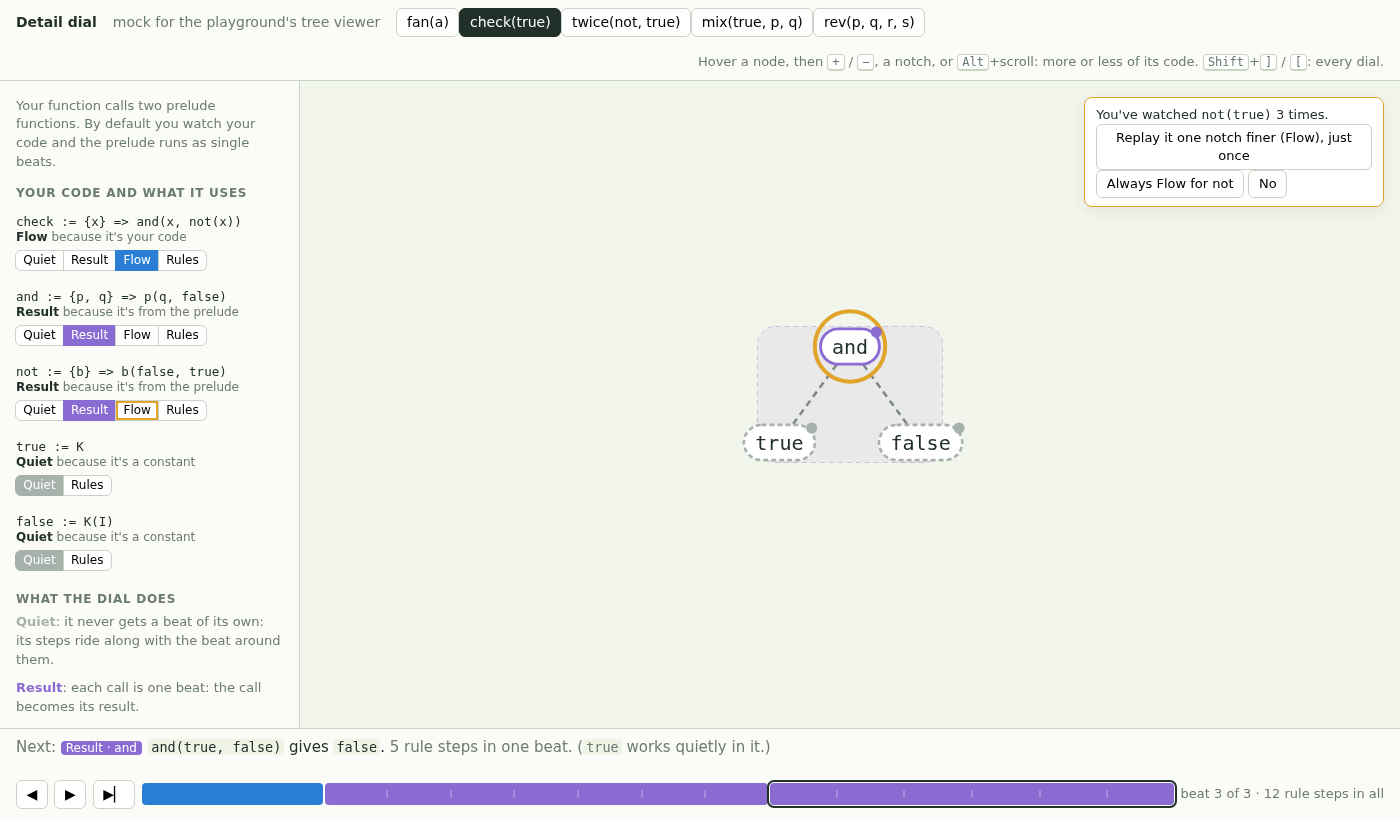 Detail dial mock for the playground's tree viewer fan(a) check(true) twice(not, true) mix(true, p, q) rev(p, q, r, s)
Hover a node, then + / −, a notch, or Alt+scroll: more or less of its code. Shift+] / [: every dial.
Your function calls two prelude
functions. By default you watch your
code and the prelude runs as single
beats.
YOUR CODE AND WHAT IT USES
check := {x} => and(x, not(x))
Flow because it's your code
Quiet Result Flow Rules
and := {p, q} => p(q, false)
Result because it's from the prelude
Quiet Result Flow Rules
not := {b} => b(false, true)
Result because it's from the prelude
Quiet Result Flow Rules
true := K
Quiet because it's a constant
Quiet Rules
false := K(I)
Quiet because it's a constant
Quiet Rules
WHAT THE DIAL DOES
Quiet: it never gets a beat of its own:
its steps ride along with the beat around
them.
Result: each call is one beat: the call
becomes its result.
You've watched not(true) 3 times.
Replay it one notch finer (Flow), just
once
Always Flow for not No
and
true false
Next: Result · and and(true, false) gives false. 5 rule steps in one beat. (true works quietly in it.)
beat 3 of 3 · 12 rule steps in all